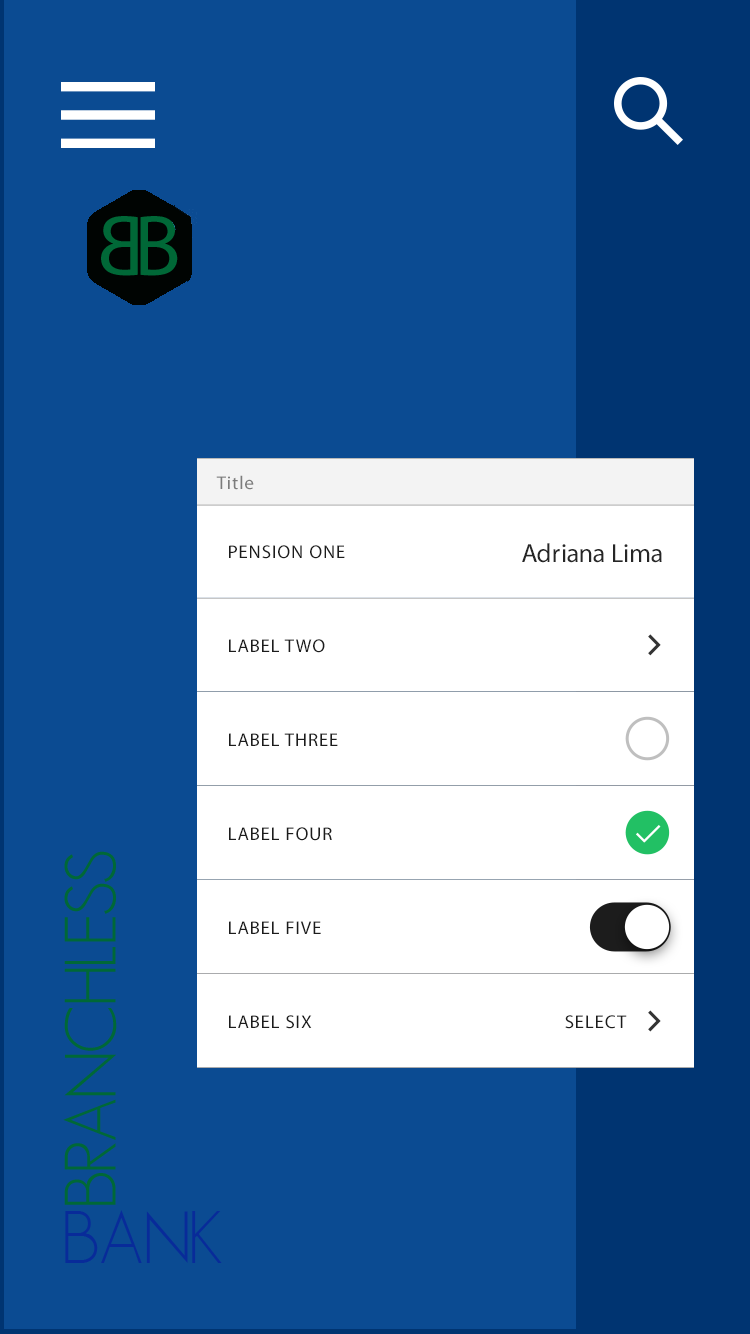 BB
Title
PENSION ONE Adriana Lima
LABEL TWO
LABEL THREE
LABEL FOUR
LABEL FIVE
LABEL SIX SELECT
BRANCHLESS
BANK